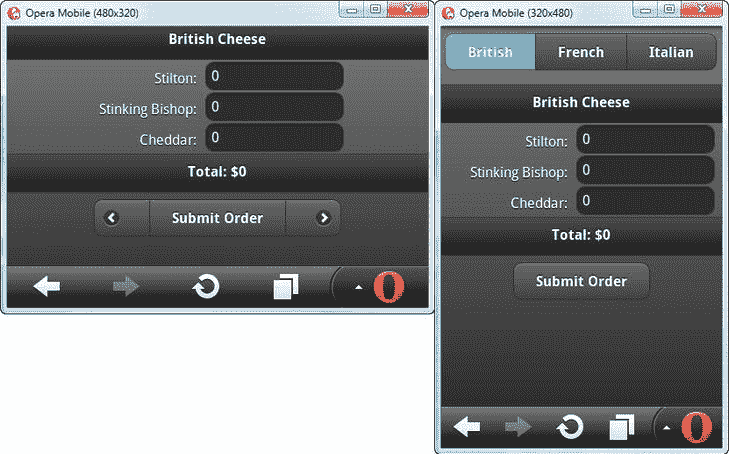 Opera Mobile (480x320)
British Cheese
Stilton: 0
Stinking Bishop: 0
Cheddar: 0
Total: $0
Submit Order
Opera Mobile (320x480)
British French Italian
British Cheese
Stilton: 0
Stinking Bishop: 0
Cheddar: 0
Total: $0
Submit Order